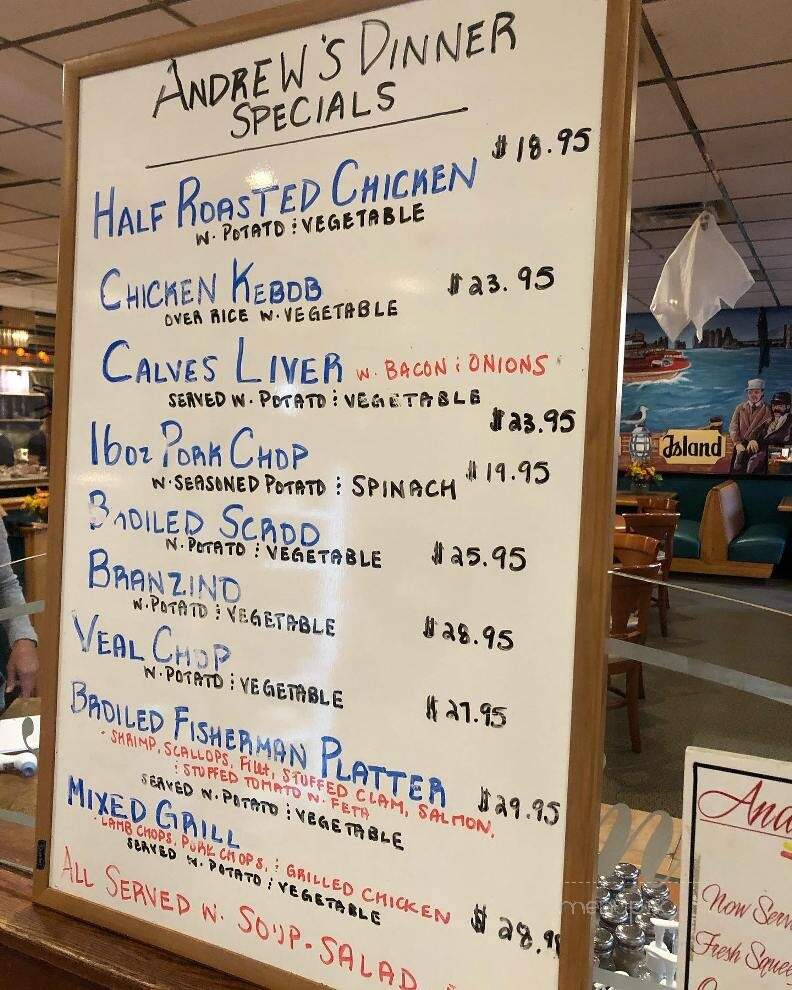 ANDREW'S DINNER
SPECIALS
$18.95
HALF ROASTED CHICKEN
W. POTATO & VEGETABLE
CHICKEN KEBOB $23.95
OVER RICE W. VEGETABLE
CALVES LIVER W. BACON & ONIONS
SERVED W. POTATO & VEGETABLE
$23.95
16oz PORK CHOP $19.95
W. SEASONED POTATO & SPINACH
BROILED SCROD
W. POTATO & VEGETABLE $25.95
BRANZINO
W. POTATO & VEGETABLE $28.95
VEAL CHOP
W. POTATO & VEGETABLE $27.95
BROILED FISHERMAN PLATTER $29.95
SHRIMP, SCALLOPS, Fillet, STUFFED CLAM, SALMON,
& STUFFED TOMATO W. FETA
SERVED W. POTATO & VEGETABLE
MIXED GRILL
LAMB CHOPS, PORK CHOPS, & GRILLED CHICKEN
SERVED W. POTATO & VEGETABLE $28.9
ALL SERVED W. SOUP-SALAD
Island
And
Now Serv
Fresh Squee